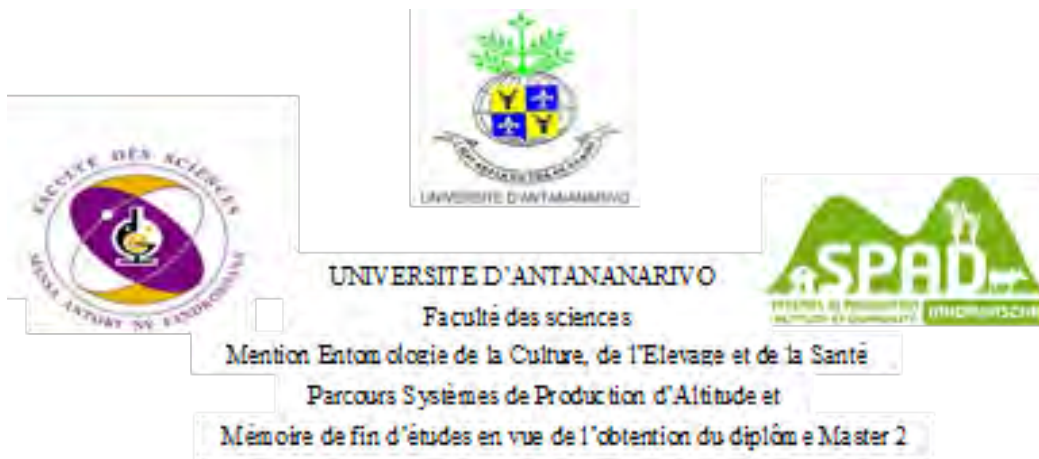 UNIVERSITE D'ANTANANARIVO
FACULTE DES SCIENCES
SPAD
MADAGASCAR
UNIVERSITE D'ANTANANARIVO
Faculté des sciences
Mention Entomologie de la Culture, de l'Elevage et de la Santé
Parcours Systèmes de Production d'Altitude et
Mémoire de fin d'études en vue de l'obtention du diplôme Master 2